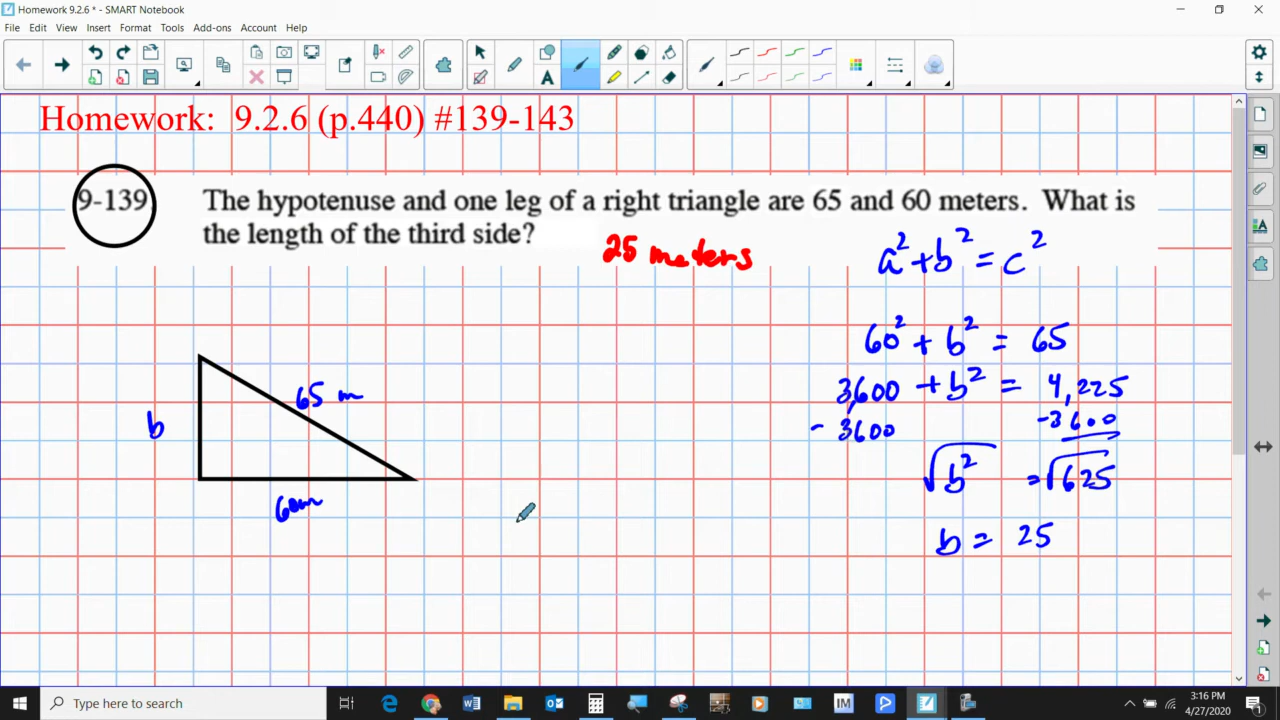 Homework 9.2.6 * - SMART Notebook
File Edit View Insert Format Tools Add-ons Account Help
Homework: 9.2.6 (p.440) #139-143
9-139 The hypotenuse and one leg of a right triangle are 65 and 60 meters. What is
the length of the third side?
25 meters
a² + b² = c²
60² + b² = 65
3,600 + b² = 4,225
- 3600 -3600
√b² = √625
b = 25
65 m
b
60m
Type here to search
3:16 PM
4/27/2020